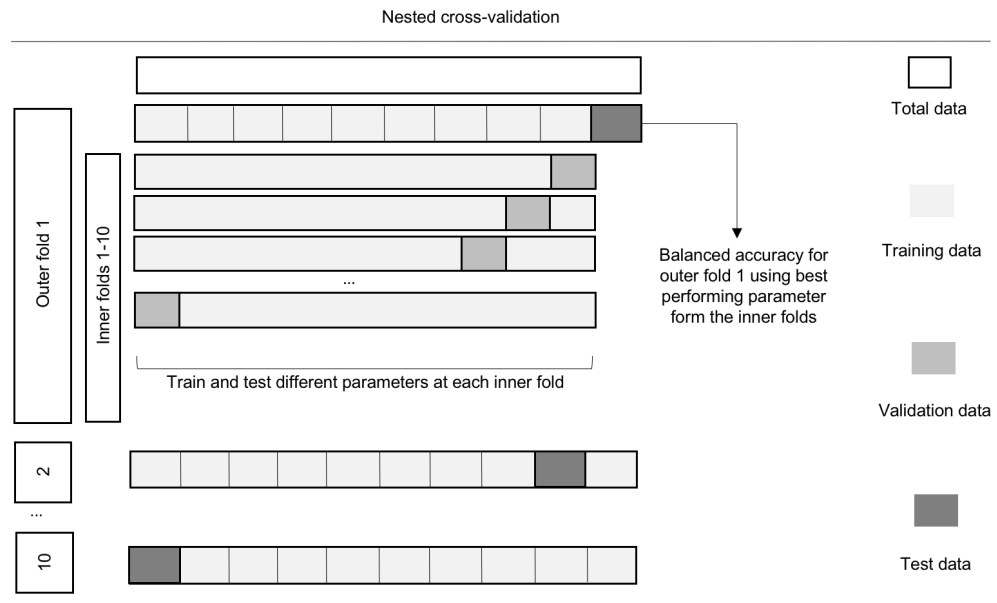 Nested cross-validation
Total data
Outer fold 1
Inner folds 1-10
Training data
Balanced accuracy for
outer fold 1 using best
performing parameter
form the inner folds
...
Train and test different parameters at each inner fold
Validation data
2
...
10
Test data